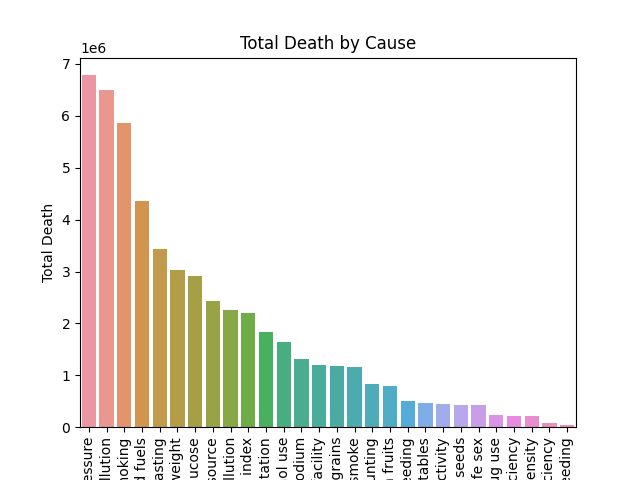 Total Death by Cause
1e6
7
6
5
4
3
2
1
0
Total Death
essure
llution
moking
d fuels
asting
weight
ucose
source
llution
index
tation
ol use
odium
facility
grains
smoke
unting
fruits
eeding
tables
ctivity
seeds
fe sex
ug use
ciency
ensity
ciency
eeding